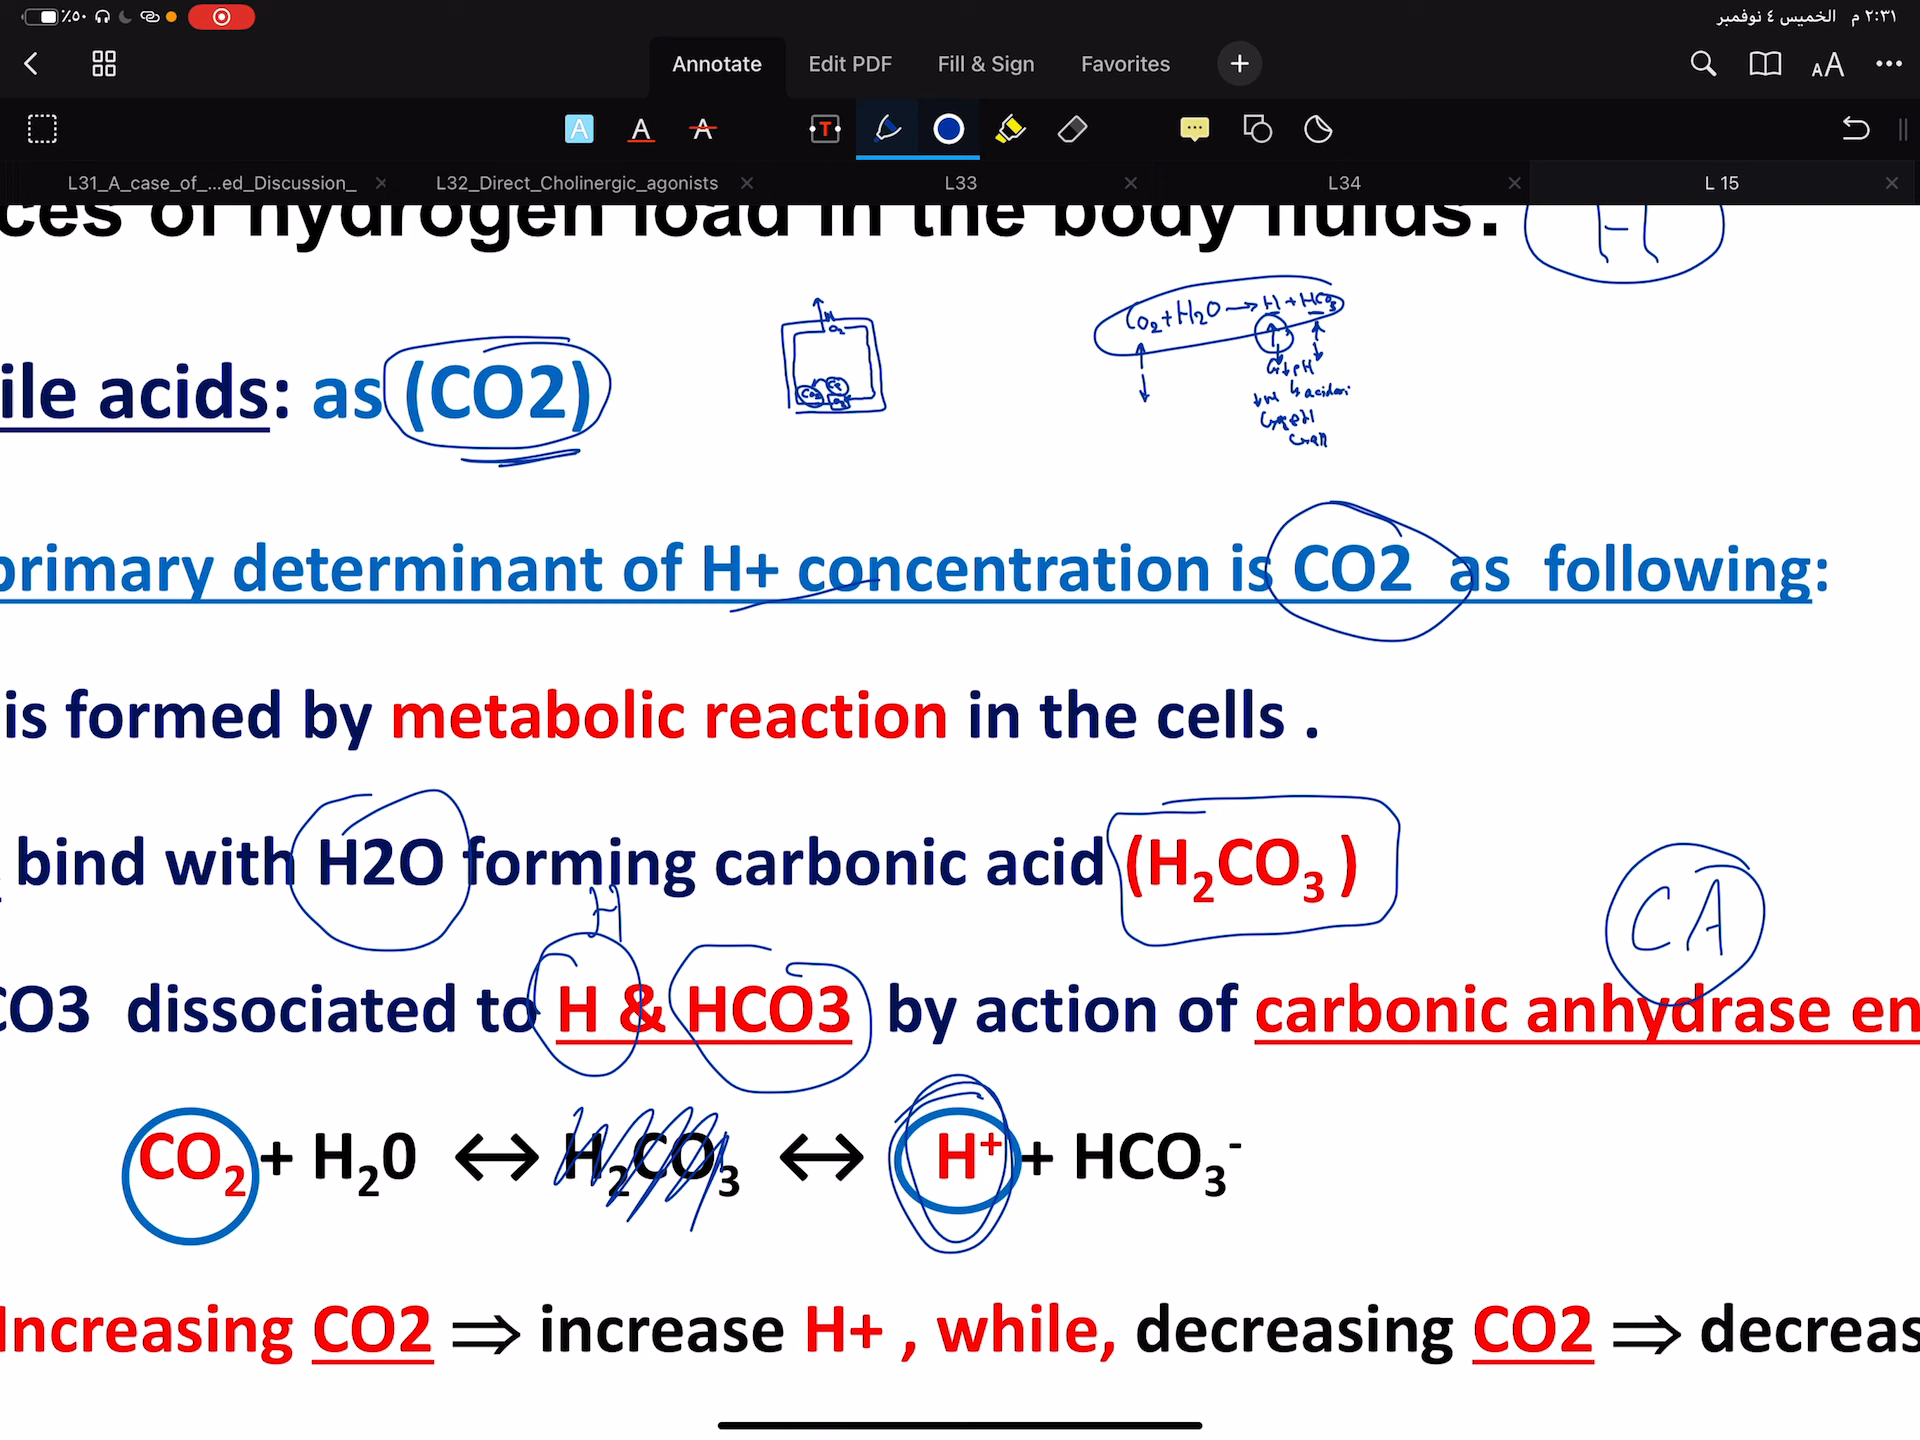 ٪٥٠
٢:٣١ م الخميس ٤ نوفمبر
Annotate Edit PDF Fill & Sign Favorites
AA
A A A T
L31_A_case_of_...ed_Discussion_ L32_Direct_Cholinergic_agonists L33 L34 L 15
ces of hydrogen load in the body fluids:
H
CO2+H2O→H+HCO3
ile acids: as (CO2)
↓PH
acidosis
primary determinant of H+ concentration is CO2 as following:
is formed by metabolic reaction in the cells .
bind with H2O forming carbonic acid (H₂CO₃ )
CA
H
CO3 dissociated to H & HCO3 by action of carbonic anhydrase en
CO₂ + H₂0 ↔ H₂CO₃ ↔ H⁺ + HCO₃⁻
Increasing CO2 ⇒ increase H+ , while, decreasing CO2 ⇒ decreas